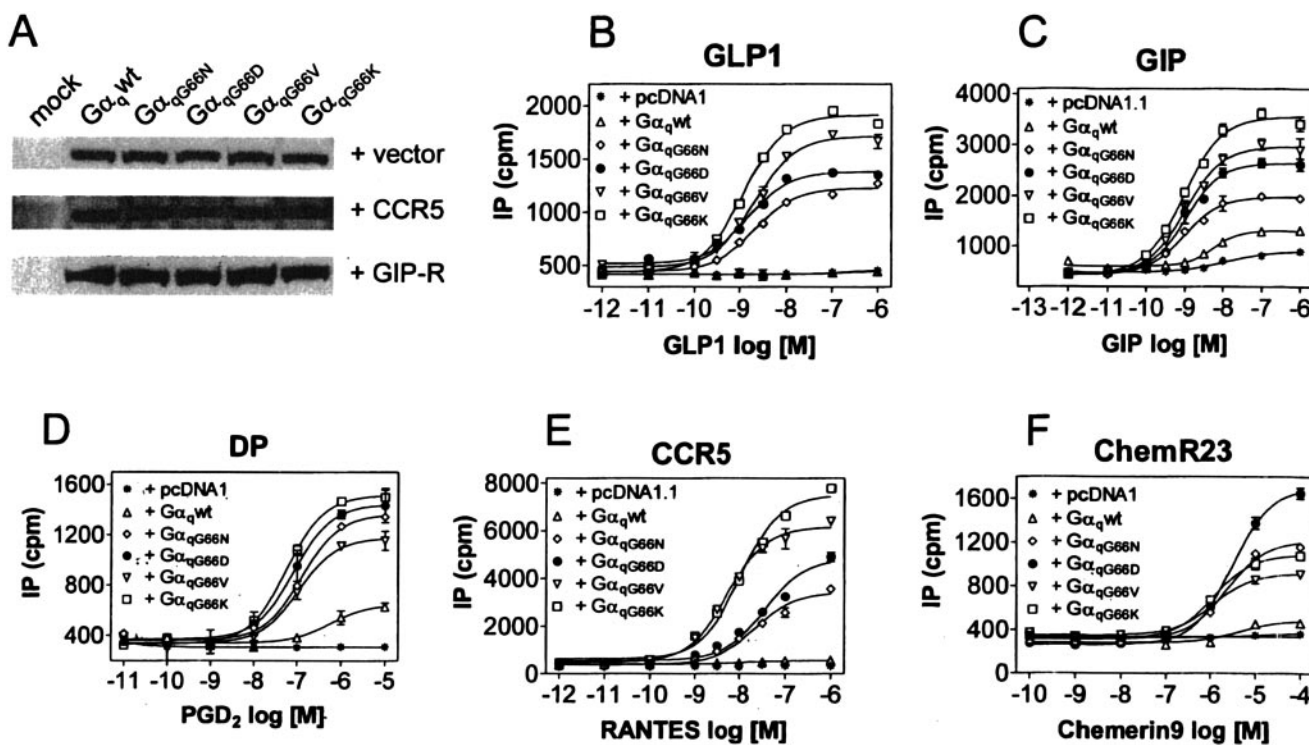 A
mock
Gαqwt
GαqG66N
GαqG66D
GαqG66V
GαqG66K
+ vector
+ CCR5
+ GIP-R
B
GLP1
IP (cpm)
2000
1500
1000
500
+ pcDNA1
+ Gαqwt
+ GαqG66N
+ GαqG66D
+ GαqG66V
+ GαqG66K
-12 -11 -10 -9 -8 -7 -6
GLP1 log [M]
C
GIP
IP (cpm)
4000
3000
2000
1000
+ pcDNA1.1
+ Gαqwt
+ GαqG66N
+ GαqG66D
+ GαqG66V
+ GαqG66K
-13 -12 -11 -10 -9 -8 -7 -6
GIP log [M]
D
DP
IP (cpm)
1600
1200
800
400
+ pcDNA1
+ Gαqwt
+ GαqG66N
+ GαqG66D
+ GαqG66V
+ GαqG66K
-11 -10 -9 -8 -7 -6 -5
PGD2 log [M]
E
CCR5
IP (cpm)
8000
6000
4000
2000
0
+ pcDNA1.1
+ Gαqwt
+ GαqG66N
+ GαqG66D
+ GαqG66V
+ GαqG66K
-12 -11 -10 -9 -8 -7 -6
RANTES log [M]
F
ChemR23
IP (cpm)
1600
1200
800
400
0
+ pcDNA1
+ Gαqwt
+ GαqG66N
+ GαqG66D
+ GαqG66V
+ GαqG66K
-10 -9 -8 -7 -6 -5 -4
Chemerin9 log [M]